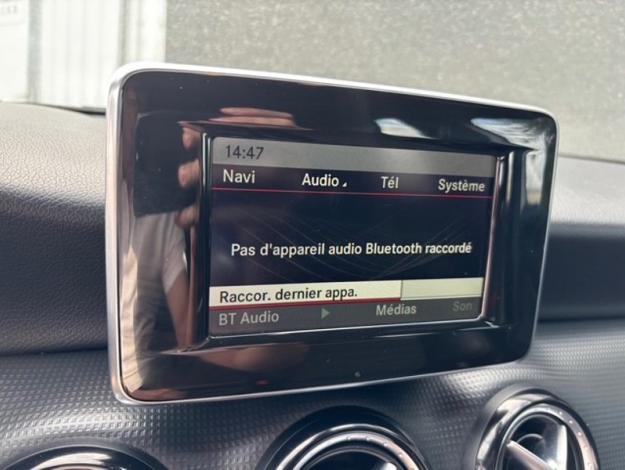 14:47
Navi Audio Tél Système
Pas d'appareil audio Bluetooth raccordé
Raccor. dernier appa.
BT Audio Médias Son